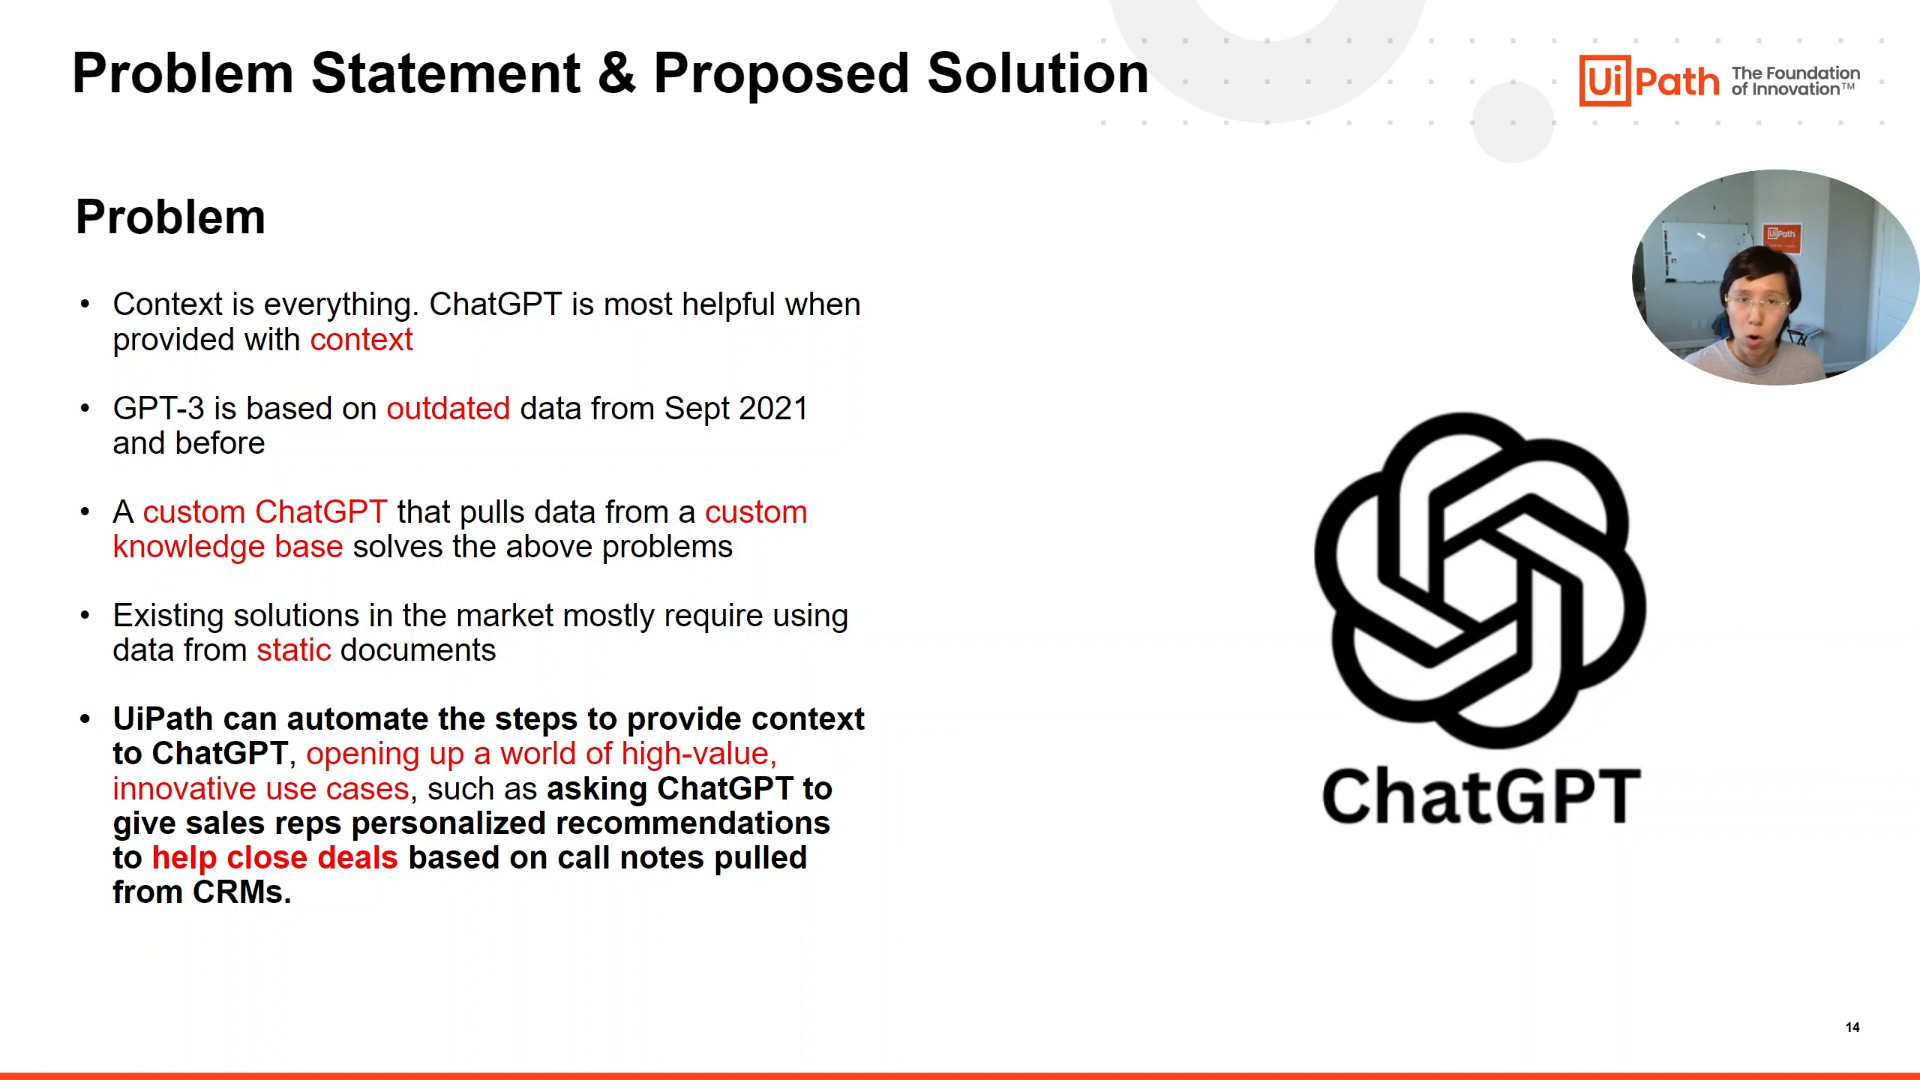 Problem Statement & Proposed Solution
UiPath The Foundation
of Innovation™
Problem
UiPath
• Context is everything. ChatGPT is most helpful when
provided with context
• GPT-3 is based on outdated data from Sept 2021
and before
• A custom ChatGPT that pulls data from a custom
knowledge base solves the above problems
• Existing solutions in the market mostly require using
data from static documents
• UiPath can automate the steps to provide context
to ChatGPT, opening up a world of high-value,
innovative use cases, such as asking ChatGPT to
give sales reps personalized recommendations
to help close deals based on call notes pulled
from CRMs.
ChatGPT
14